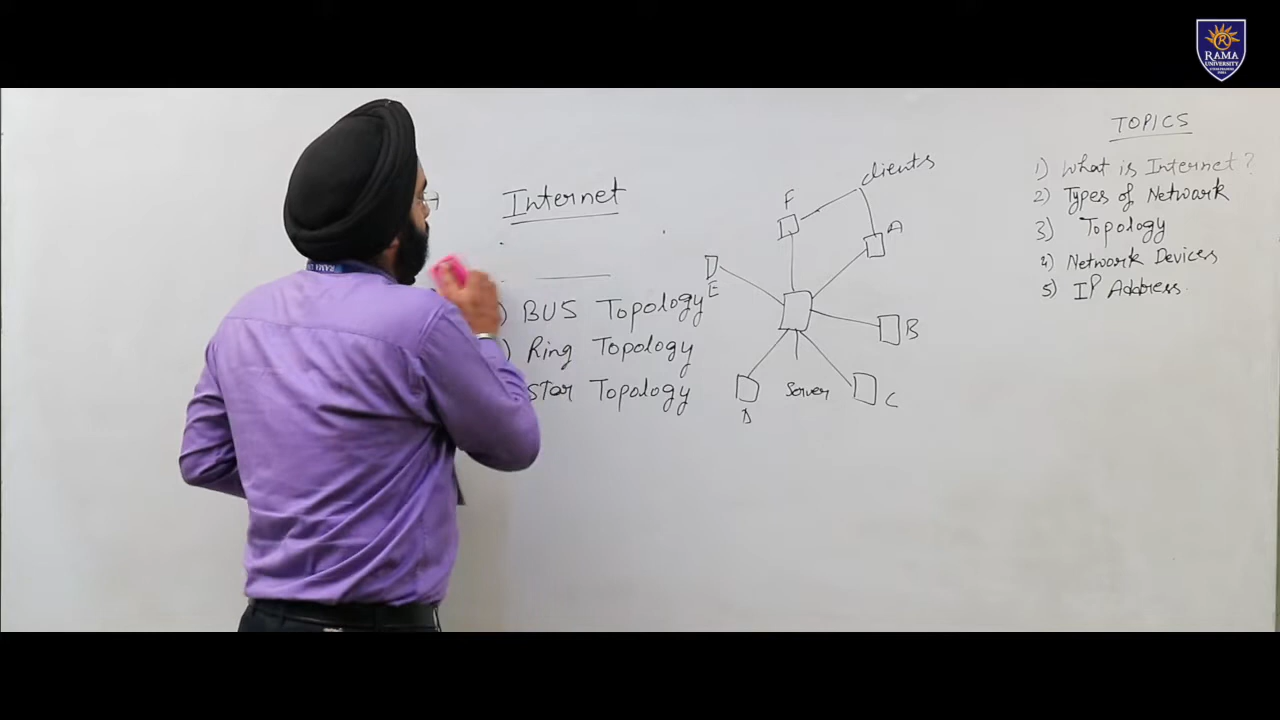 RAMA
UNIVERSITY
TOPICS
1) What is Internet?
2) Types of Network
3) Topology
4) Network Devices
5) IP Address.
Internet
) BUS Topology
) Ring Topology
Star Topology
clients
F
A
E
B
D
Server
C
RAMA